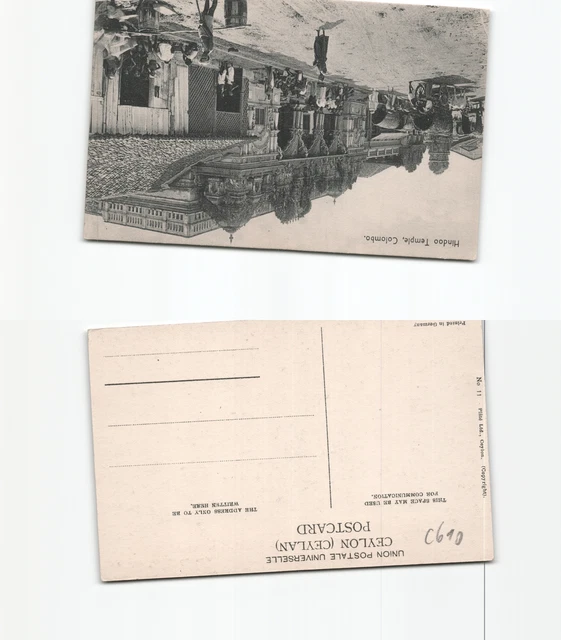 Hindoo Temple, Colombo.
UNION POSTALE UNIVERSELLE
CEYLON (CEYLAN)
POSTCARD
THIS SPACE MAY BE USED
FOR COMMUNICATION.
THE ADDRESS ONLY TO BE
WRITTEN HERE.
No 11 Plâté Ltd., Ceylon. (Copyright).
Printed in Germany
C610